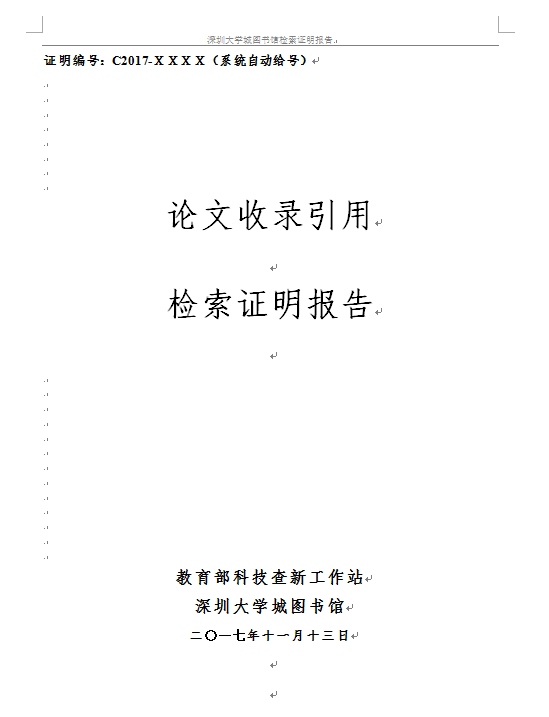 深圳大学城图书馆检索证明报告
证明编号：C2017-ＸＸＸＸ（系统自动给号）
论文收录引用
检索证明报告
教育部科技查新工作站
深圳大学城图书馆
二〇一七年十一月十三日